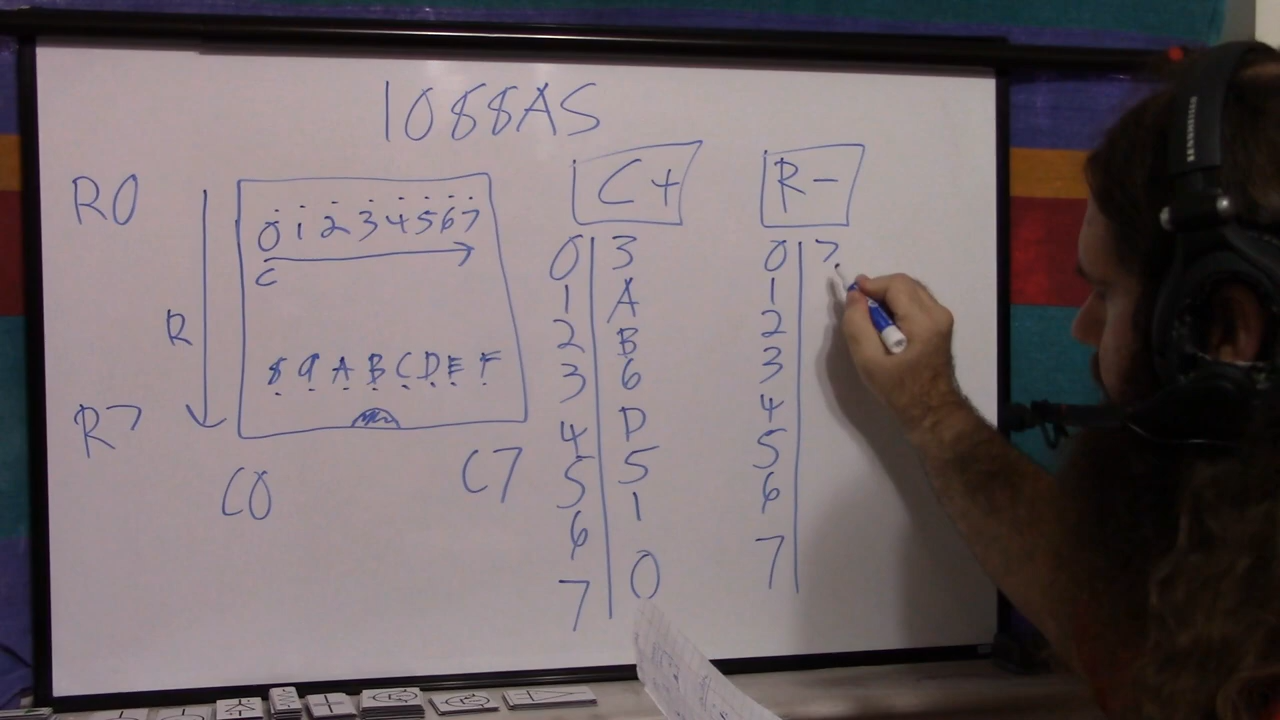 1088AS
R0
0 1 2 3 4 5 6 7
C
R
8 9 A B C D E F
R7
C0
C7
C+
0 3
1 A
2 B
3 6
4 D
5 5
6 1
7 0
R-
0 7
1
2
3
4
5
6
7
SENNHEISER